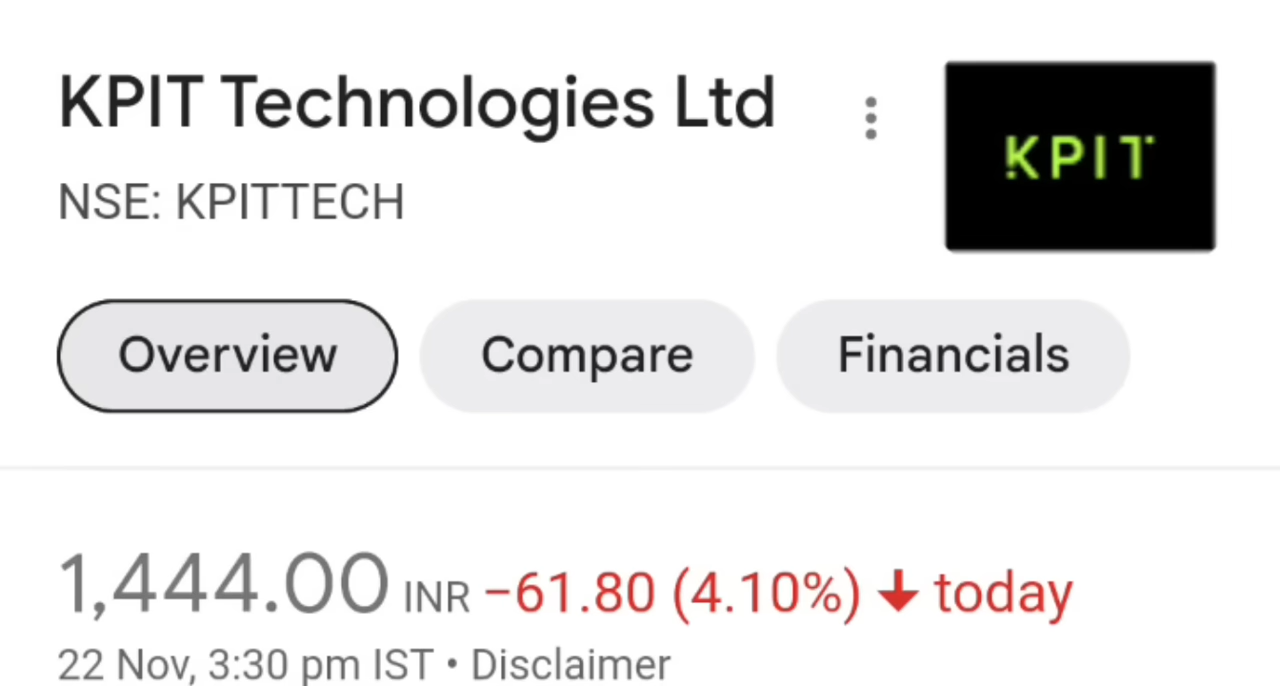 KPIT Technologies Ltd
KPIT
NSE: KPITTECH
Overview Compare Financials
1,444.00 INR −61.80 (4.10%) ↓ today
22 Nov, 3:30 pm IST • Disclaimer